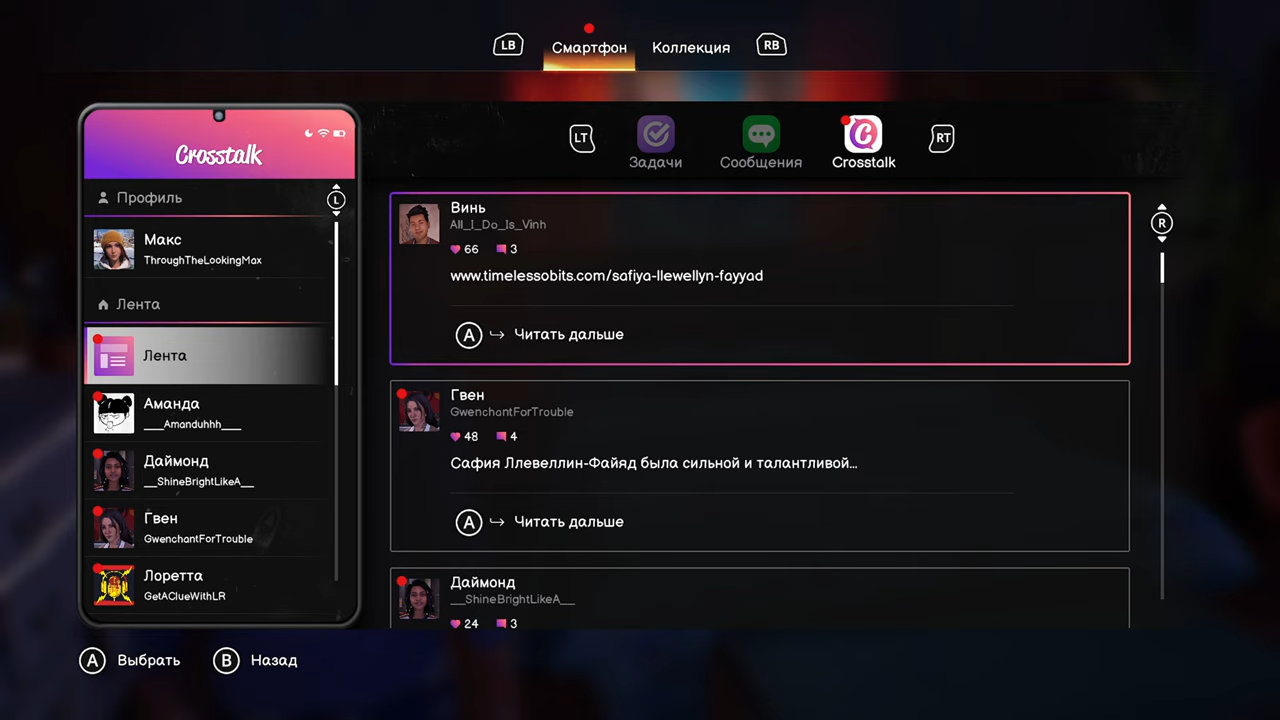 LB
Смартфон
Коллекция
RB
Crosstalk
LT
Задачи
Сообщения
Crosstalk
RT
Профиль
L
Макс
ThroughTheLookingMax
Лента
Лента
Аманда
____Amanduhhh____
Даймонд
__ShineBrightLikeA__
Гвен
GwenchantForTrouble
Лоретта
GetAClueWithLR
Винь
All_I_Do_Is_Vinh
66 3
www.timelessobits.com/safiya-llewellyn-fayyad
A Читать дальше
R
Гвен
GwenchantForTrouble
48 4
Сафия Ллевеллин-Файяд была сильной и талантливой...
A Читать дальше
Даймонд
__ShineBrightLikeA__
24 3
A Выбрать
B Назад